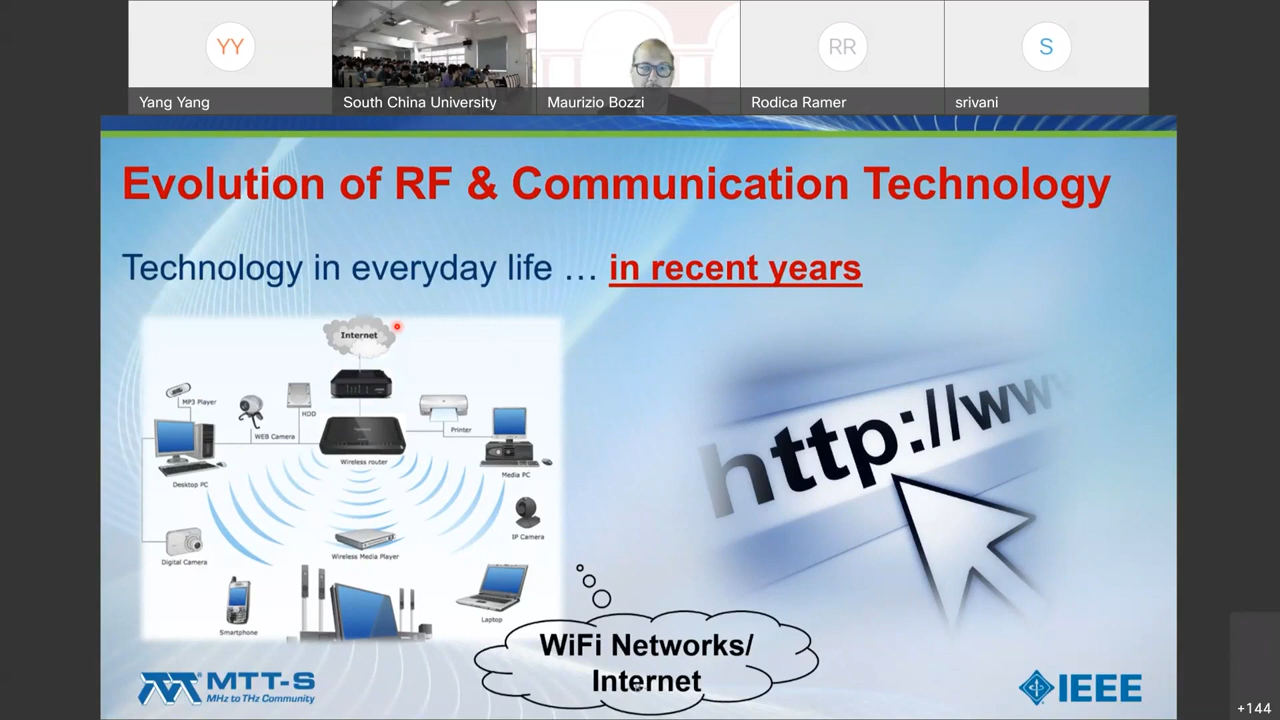 YY
RR
S
Yang Yang
South China University
Maurizio Bozzi
Rodica Ramer
srivani
Evolution of RF & Communication Technology
Technology in everyday life … in recent years
Internet
MP3 Player
HDD
WEB Camera
Printer
Wireless router
Desktop PC
Media PC
IP Camera
Wireless Media Player
Digital Camera
Laptop
Smartphone
http://ww
WiFi Networks/
Internet
MTT-S
MHz to THz Community
IEEE
+144